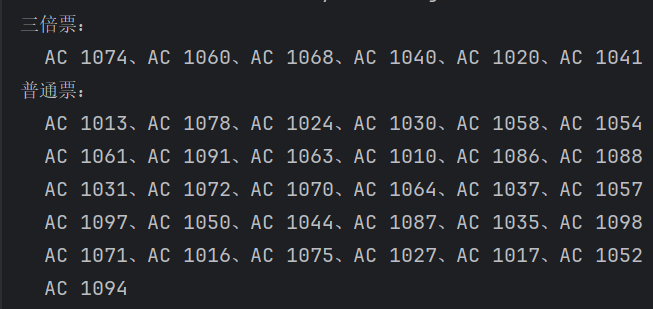 三倍票：
AC 1074、AC 1060、AC 1068、AC 1040、AC 1020、AC 1041
普通票：
AC 1013、AC 1078、AC 1024、AC 1030、AC 1058、AC 1054
AC 1061、AC 1091、AC 1063、AC 1010、AC 1086、AC 1088
AC 1031、AC 1072、AC 1070、AC 1064、AC 1037、AC 1057
AC 1097、AC 1050、AC 1044、AC 1087、AC 1035、AC 1098
AC 1071、AC 1016、AC 1075、AC 1027、AC 1017、AC 1052
AC 1094